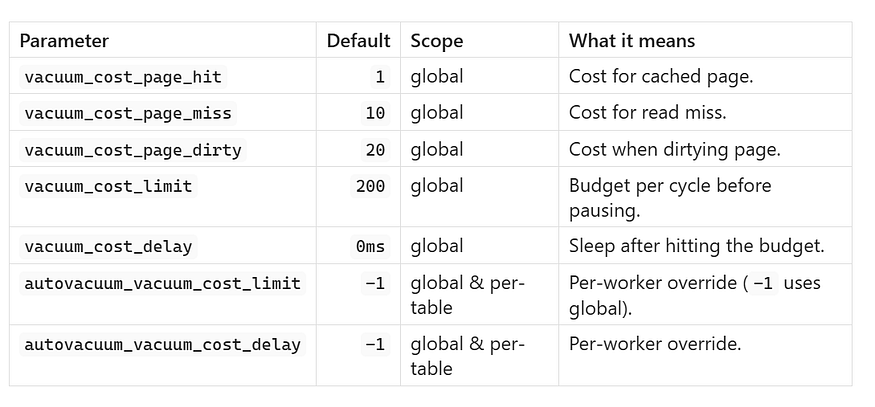 Parameter Default Scope What it means
vacuum_cost_page_hit 1 global Cost for cached page.
vacuum_cost_page_miss 10 global Cost for read miss.
vacuum_cost_page_dirty 20 global Cost when dirtying page.
vacuum_cost_limit 200 global Budget per cycle before
pausing.
vacuum_cost_delay 0ms global Sleep after hitting the budget.
autovacuum_vacuum_cost_limit −1 global & per- Per-worker override ( −1 uses
table global).
autovacuum_vacuum_cost_delay −1 global & per- Per-worker override.
table